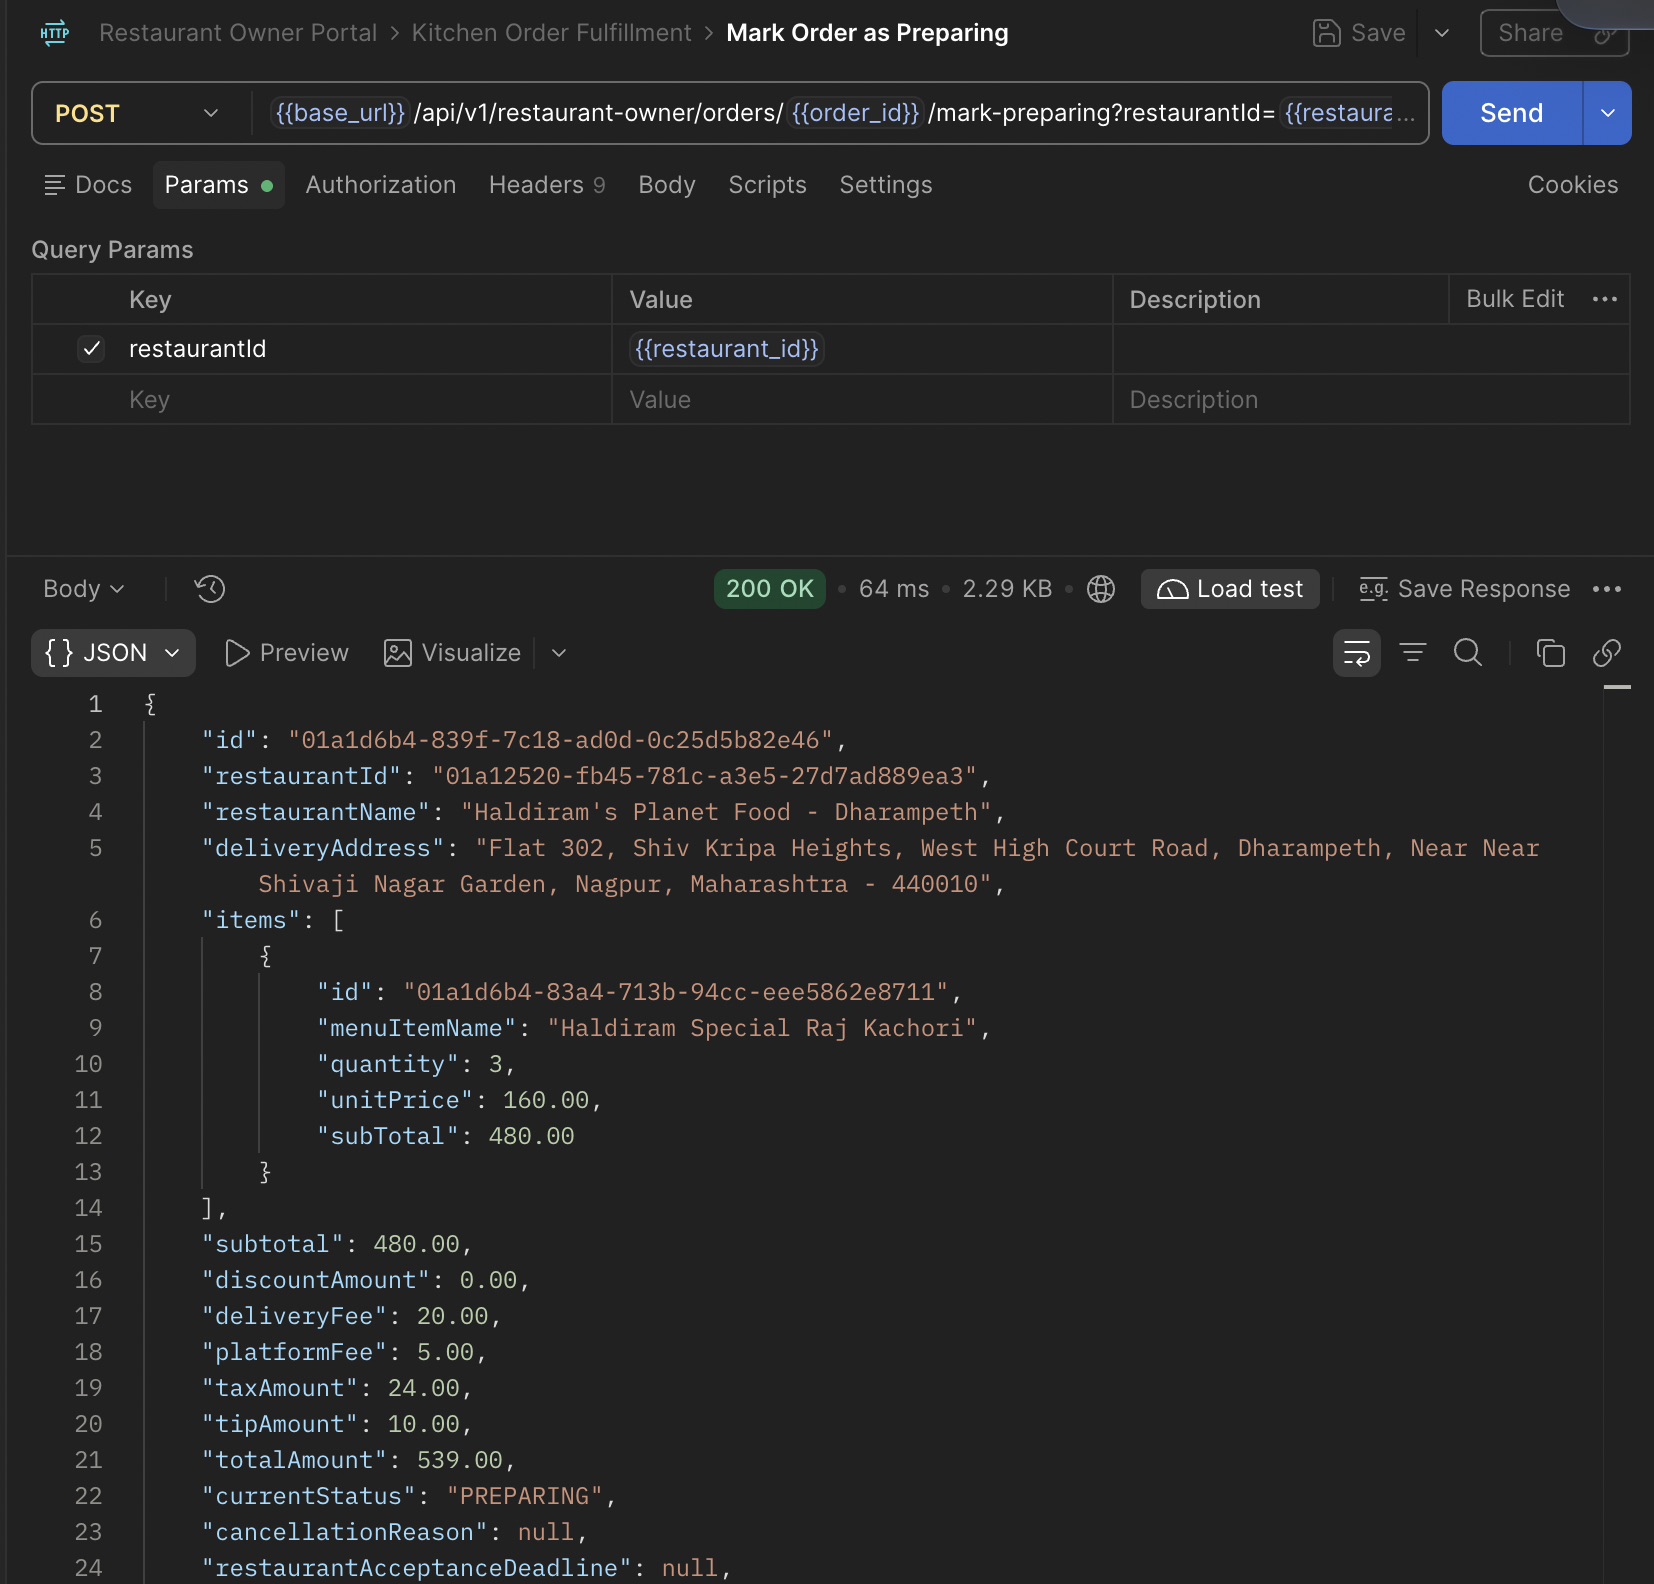 HTTP Restaurant Owner Portal > Kitchen Order Fulfillment > Mark Order as Preparing Save Share
POST {{base_url}}/api/v1/restaurant-owner/orders/{{order_id}}/mark-preparing?restaurantId={{restaura... Send
Docs Params Authorization Headers 9 Body Scripts Settings Cookies
Query Params
Key Value Description Bulk Edit ...
restaurantId {{restaurant_id}}
Key Value Description
Body 200 OK • 64 ms • 2.29 KB • Load test e.g. Save Response ...
{} JSON Preview Visualize
1 {
2 "id": "01a1d6b4-839f-7c18-ad0d-0c25d5b82e46",
3 "restaurantId": "01a12520-fb45-781c-a3e5-27d7ad889ea3",
4 "restaurantName": "Haldiram's Planet Food - Dharampeth",
5 "deliveryAddress": "Flat 302, Shiv Kripa Heights, West High Court Road, Dharampeth, Near Near
Shivaji Nagar Garden, Nagpur, Maharashtra - 440010",
6 "items": [
7 {
8 "id": "01a1d6b4-83a4-713b-94cc-eee5862e8711",
9 "menuItemName": "Haldiram Special Raj Kachori",
10 "quantity": 3,
11 "unitPrice": 160.00,
12 "subTotal": 480.00
13 }
14 ],
15 "subtotal": 480.00,
16 "discountAmount": 0.00,
17 "deliveryFee": 20.00,
18 "platformFee": 5.00,
19 "taxAmount": 24.00,
20 "tipAmount": 10.00,
21 "totalAmount": 539.00,
22 "currentStatus": "PREPARING",
23 "cancellationReason": null,
24 "restaurantAcceptanceDeadline": null,